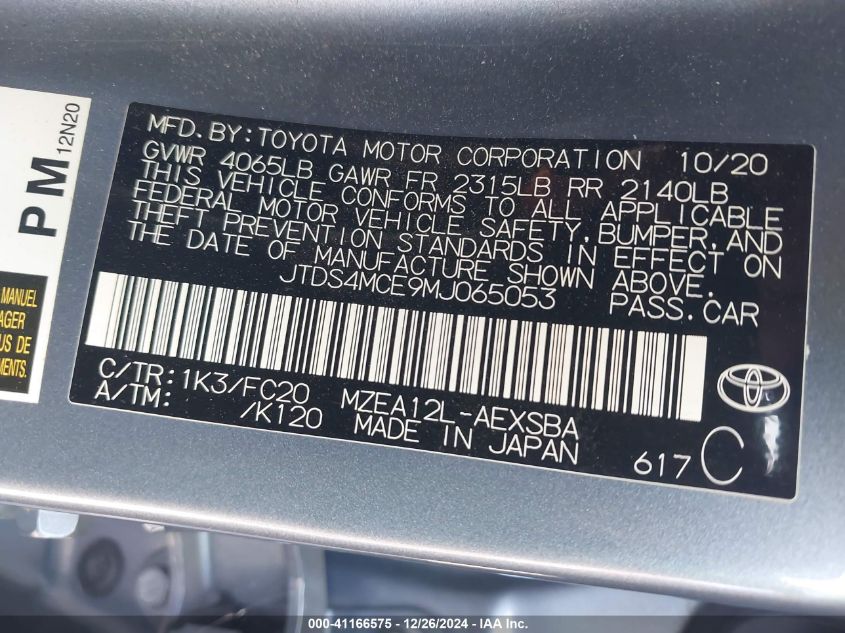 PM
12N20
MANUEL
AGER
US DE
MENTS.
MFD.BY:TOYOTA MOTOR CORPORATION 10/20
GVWR 4065LB GAWR FR 2315LB RR 2140LB
THIS VEHICLE CONFORMS TO ALL APPLICABLE
FEDERAL MOTOR VEHICLE SAFETY,BUMPER,AND
THEFT PREVENTION STANDARDS IN EFFECT ON
THE DATE OF MANUFACTURE SHOWN ABOVE.
JTDS4MCE9MJ065053 PASS.CAR
C/TR:1K3/FC20 MZEA12L-AEXSBA
A/TM: /K120 MADE IN JAPAN
617 C
000-41166575 - 12/26/2024 - IAA Inc.